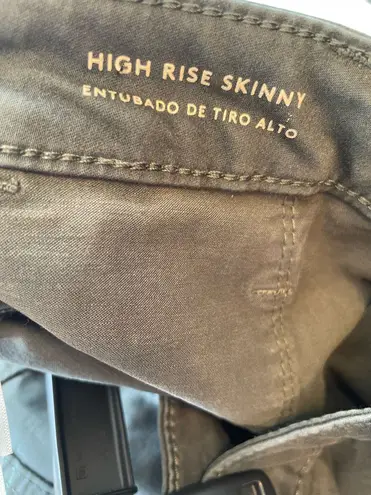 HIGH RISE SKINNY
ENTUBADO DE TIRO ALTO